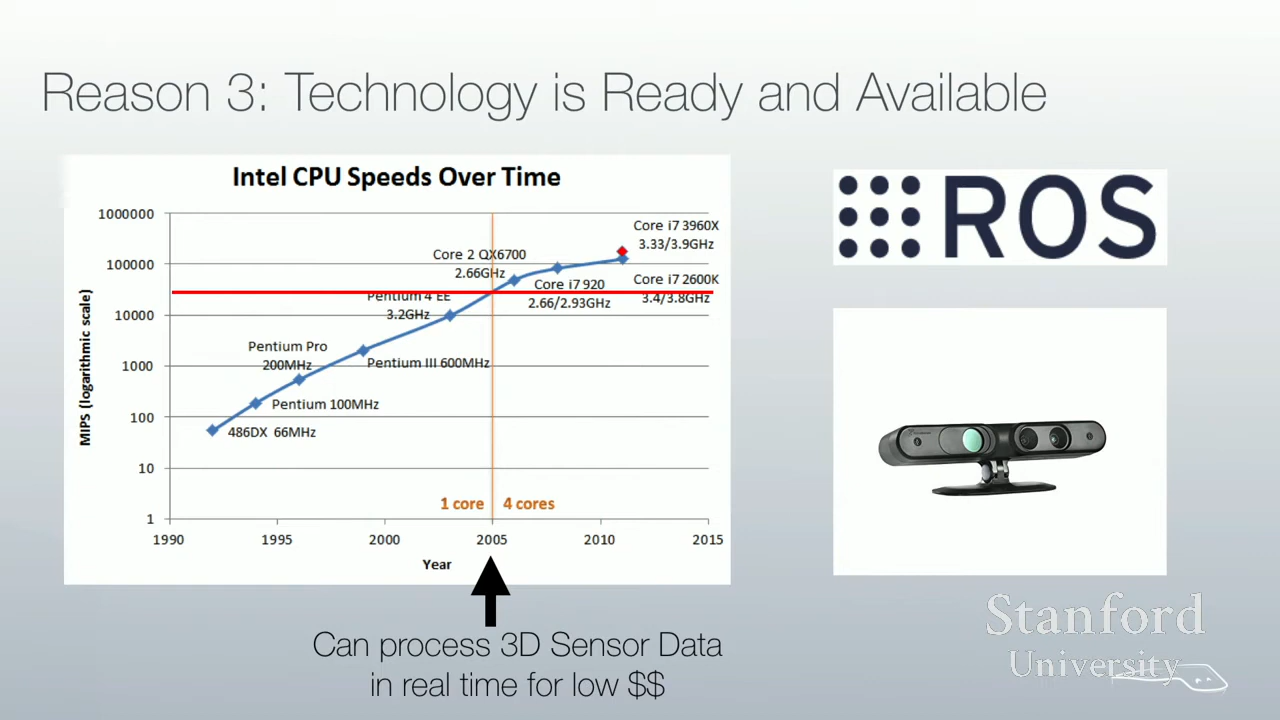 Reason 3: Technology is Ready and Available
Intel CPU Speeds Over Time
MIPS (logarithmic scale)
1000000
100000
10000
1000
100
10
1
486DX 66MHz
Pentium 100MHz
Pentium Pro
200MHz
Pentium III 600MHz
Pentium 4 EE
3.2GHz
Core 2 QX6700
2.66GHz
Core i7 920
2.66/2.93GHz
Core i7 3960X
3.33/3.9GHz
Core i7 2600K
3.4/3.8GHz
1 core
4 cores
1990
1995
2000
2005
2010
2015
Year
Can process 3D Sensor Data
in real time for low $$
ROS
Stanford
University